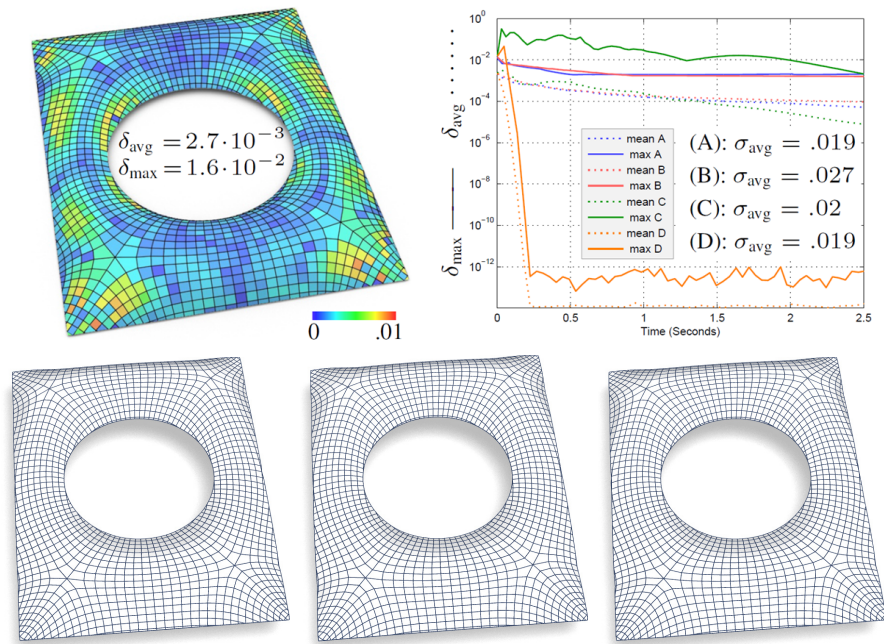 δavg = 2.7·10⁻³
δmax = 1.6·10⁻²
0 .01
δmax δavg
10⁰
10⁻²
10⁻⁴
10⁻⁶
10⁻⁸
10⁻¹⁰
10⁻¹²
mean A
max A
mean B
max B
mean C
max C
mean D
max D
(A): σavg = .019
(B): σavg = .027
(C): σavg = .02
(D): σavg = .019
0 0.5 1 1.5 2 2.5
Time (Seconds)